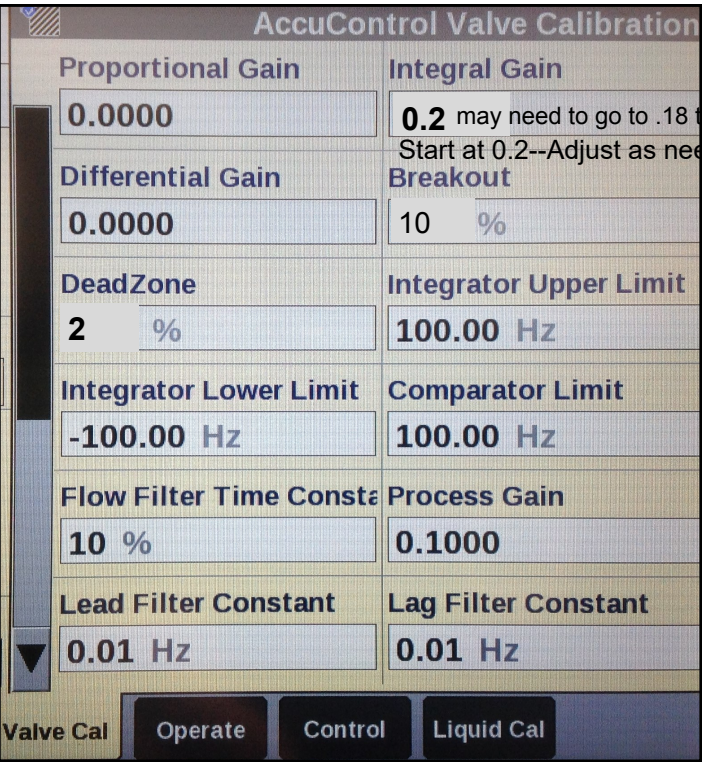 AccuControl Valve Calibration
Proportional Gain
Integral Gain
0.0000
0.2 may need to go to .18
Start at 0.2--Adjust as nee
Differential Gain
Breakout
0.0000
10 %
DeadZone
Integrator Upper Limit
2 %
100.00 Hz
Integrator Lower Limit
Comparator Limit
-100.00 Hz
100.00 Hz
Flow Filter Time Consta
Process Gain
10 %
0.1000
Lead Filter Constant
Lag Filter Constant
0.01 Hz
0.01 Hz
Valve Cal
Operate
Control
Liquid Cal